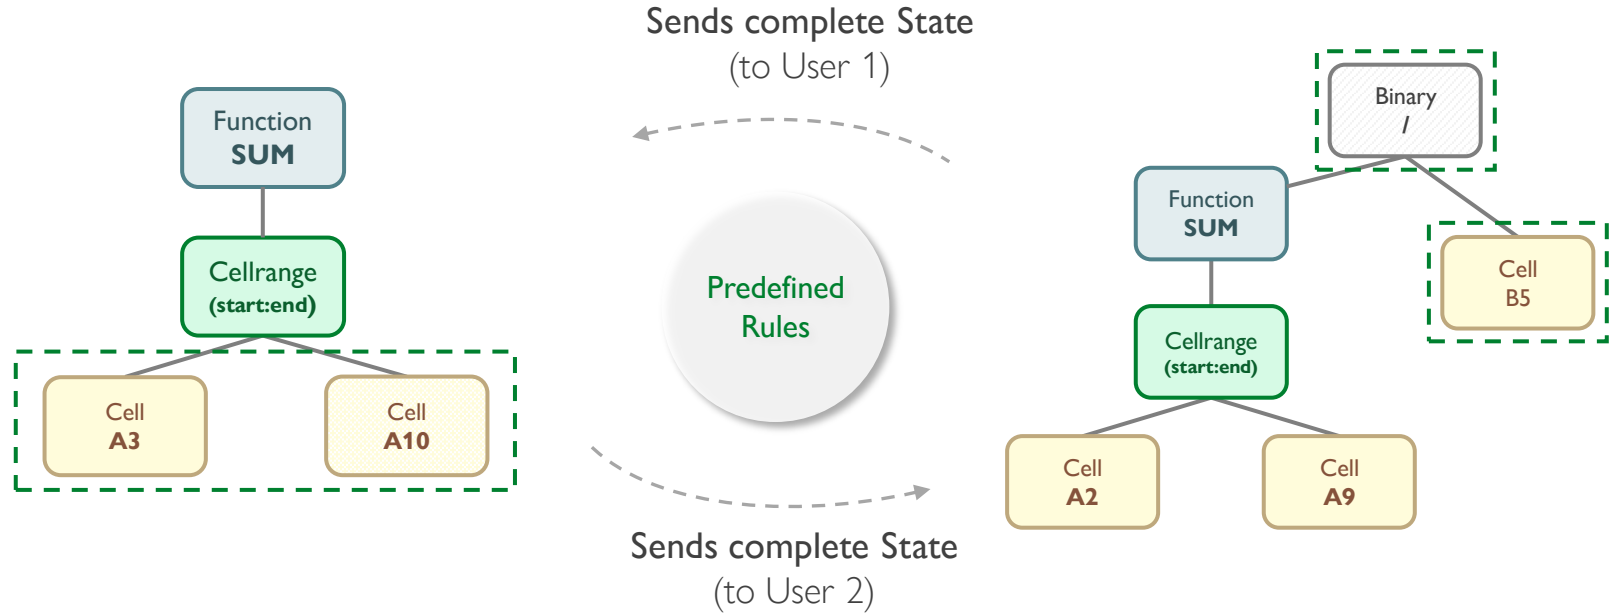 Sends complete State
(to User 1)
Function
SUM
Cellrange
(start:end)
Cell
A3
Cell
A10
Predefined
Rules
Binary
/
Function
SUM
Cell
B5
Cellrange
(start:end)
Cell
A2
Cell
A9
Sends complete State
(to User 2)